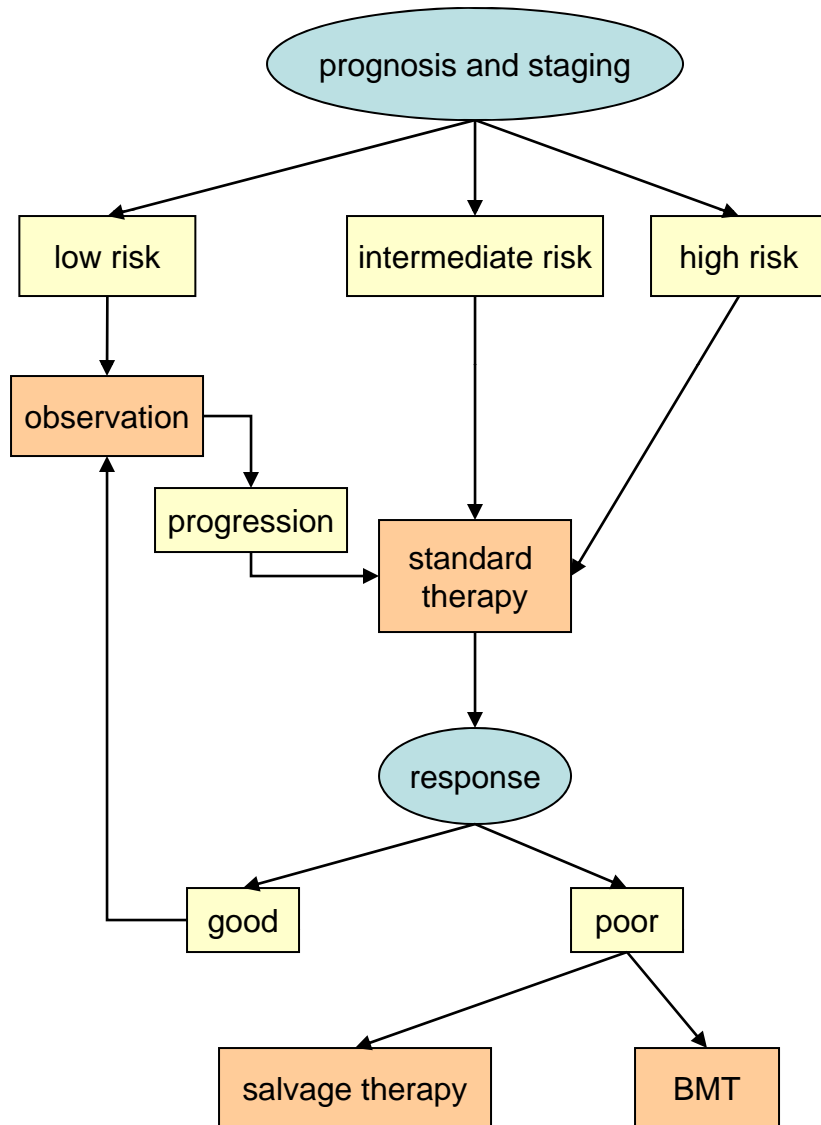 prognosis and staging
low risk
intermediate risk
high risk
observation
progression
standard
therapy
response
good
poor
salvage therapy
BMT